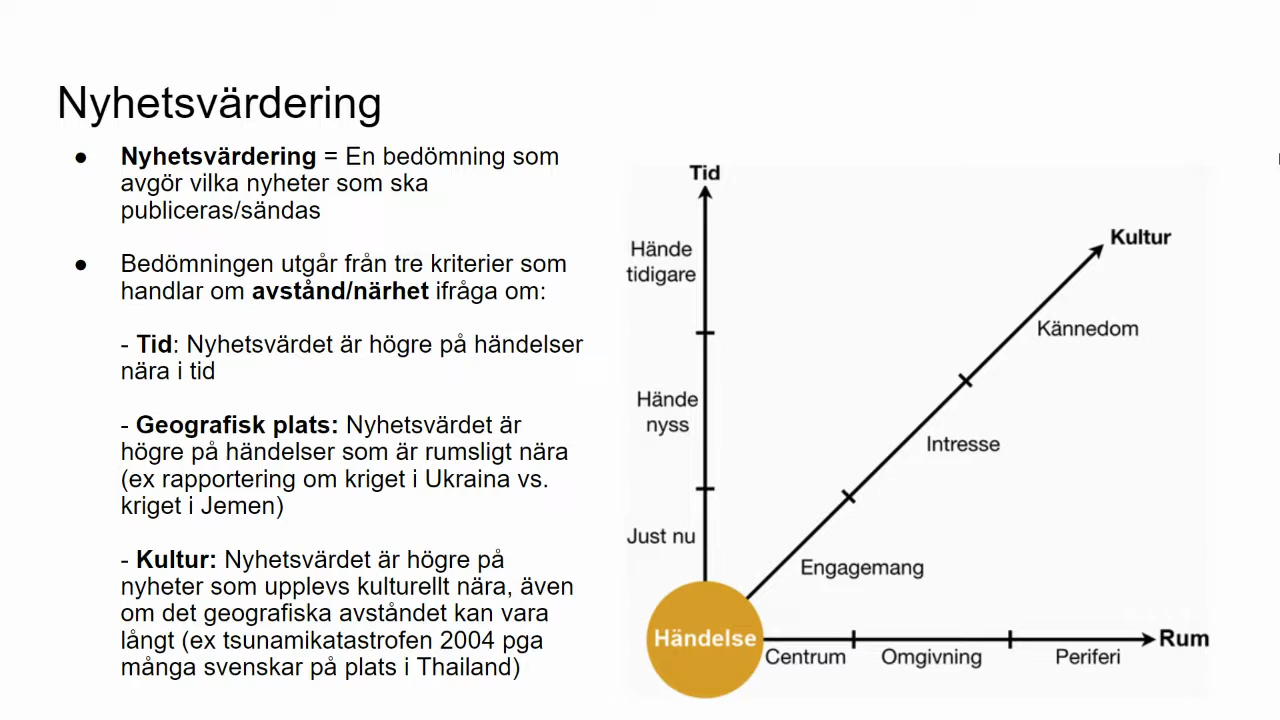 Nyhetsvärdering
● Nyhetsvärdering = En bedömning som
avgör vilka nyheter som ska
publiceras/sändas
● Bedömningen utgår från tre kriterier som
handlar om avstånd/närhet ifråga om:
- Tid: Nyhetsvärdet är högre på händelser
nära i tid
- Geografisk plats: Nyhetsvärdet är
högre på händelser som är rumsligt nära
(ex rapportering om kriget i Ukraina vs.
kriget i Jemen)
- Kultur: Nyhetsvärdet är högre på
nyheter som upplevs kulturellt nära, även
om det geografiska avståndet kan vara
långt (ex tsunamikatastrofen 2004 pga
många svenskar på plats i Thailand)
Tid
Hände
tidigare
Hände
nyss
Just nu
Kultur
Kännedom
Intresse
Engagemang
Händelse
Rum
Centrum
Omgivning
Periferi